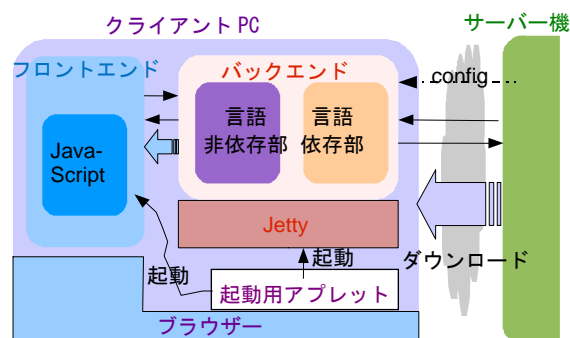 クライアント PC
サーバー機
フロントエンド
バックエンド
config
言語
非依存部
言語
依存部
Java-
Script
Jetty
起動
起動
ダウンロード
起動用アプレット
ブラウザー